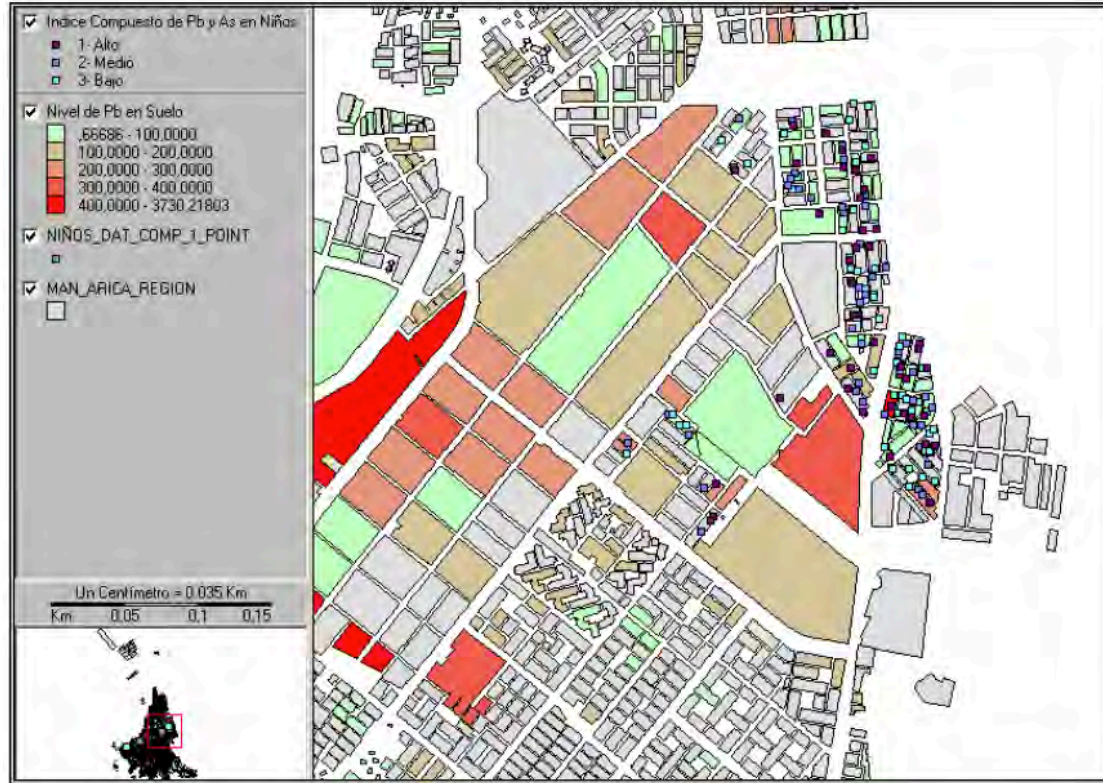 Indice Compuesto de Pb y As en Niños
1- Alto
2- Medio
3- Bajo
Nivel de Pb en Suelo
,66686 - 100,0000
100,0000 - 200,0000
200,0000 - 300,0000
300,0000 - 400,0000
400,0000 - 3730,21803
NIÑOS_DAT_COMP_1_POINT
MAN_ARICA_REGION
Un Centímetro = 0.035 Km
Km 0,05 0,1 0,15